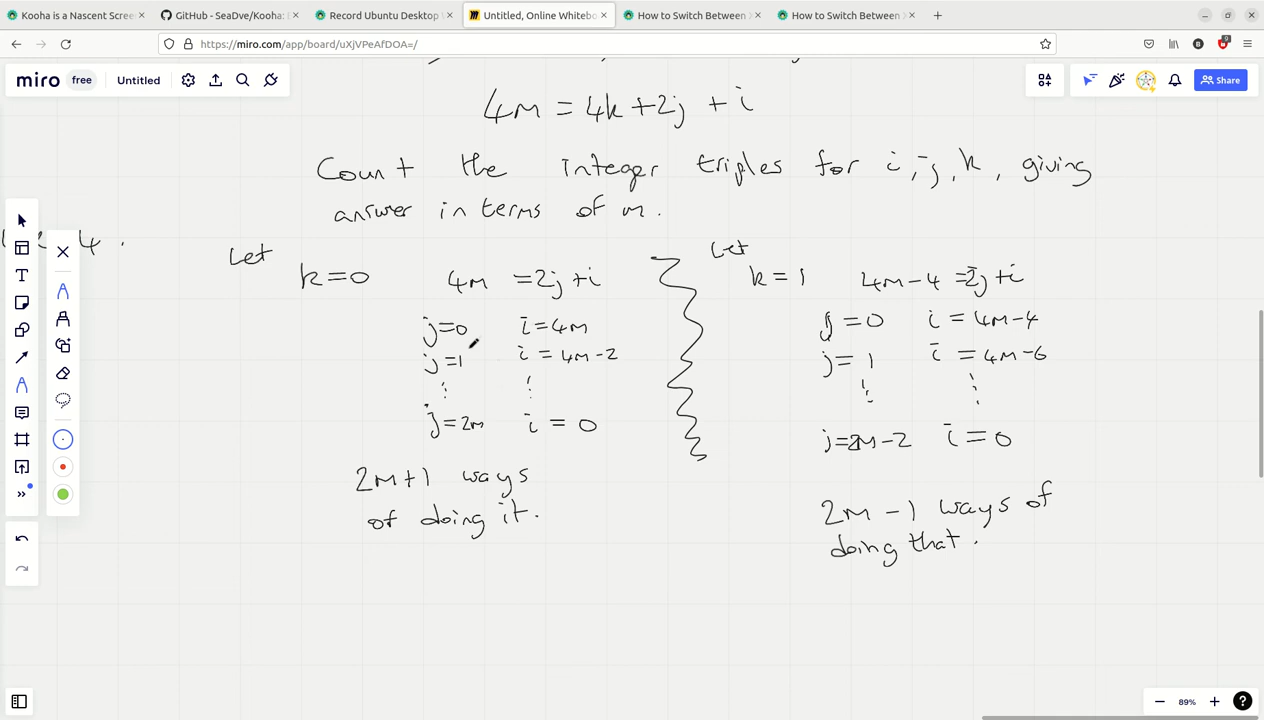 Kooha is a Nascent Scree
GitHub - SeaDve/Kooha: E
Record Ubuntu Desktop
Untitled, Online Whitebo
How to Switch Between
How to Switch Between
https://miro.com/app/board/uXjVPeAfDOA=/
miro free Untitled
Share
4m = 4k + 2j + i
Count the integer triples for i, j, k, giving
answer in terms of m.
4.
Let
k = 0 4m = 2j + i
j = 0 i = 4m
j = 1 i = 4m - 2
⋮ ⋮
j = 2m i = 0
2m + 1 ways
of doing it.
Let
k = 1 4m - 4 = 2j + i
j = 0 i = 4m - 4
j = 1 i = 4m - 6
⋮ ⋮
j = 2m - 2 i = 0
2m - 1 ways of
doing that.
89%